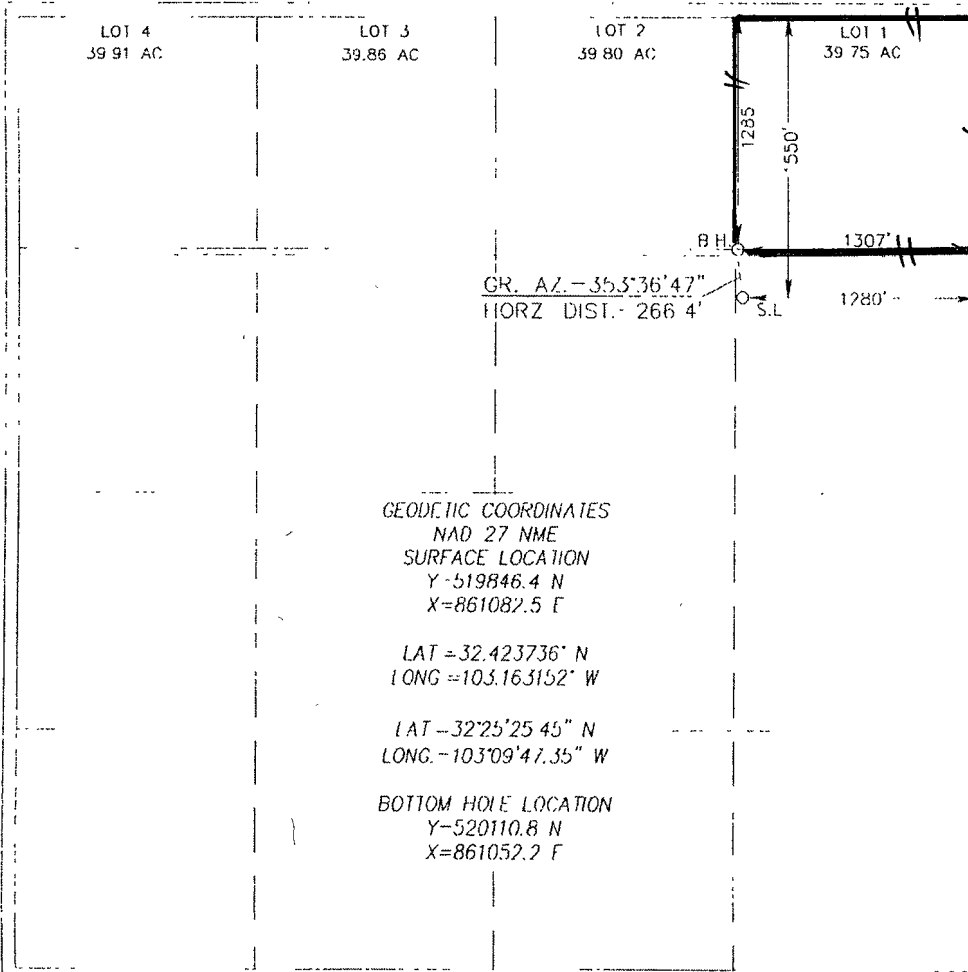 LOT 4
39.91 AC
LOT 3
39.86 AC
LOT 2
39.80 AC
LOT 1
39.75 AC
1285
1550'
B.H.
1307'
GR. AZ.-353°36'47"
HORZ DIST.- 266.4'
S.L
1280'
GEODETIC COORDINATES
NAD 27 NME
SURFACE LOCATION
Y-519846.4 N
X=861082.5 E
LAT =32.423736° N
LONG =103.163152° W
LAT -32°25'25.45" N
LONG.-103°09'47.35" W
BOTTOM HOLE LOCATION
Y-520110.8 N
X=861052.2 E